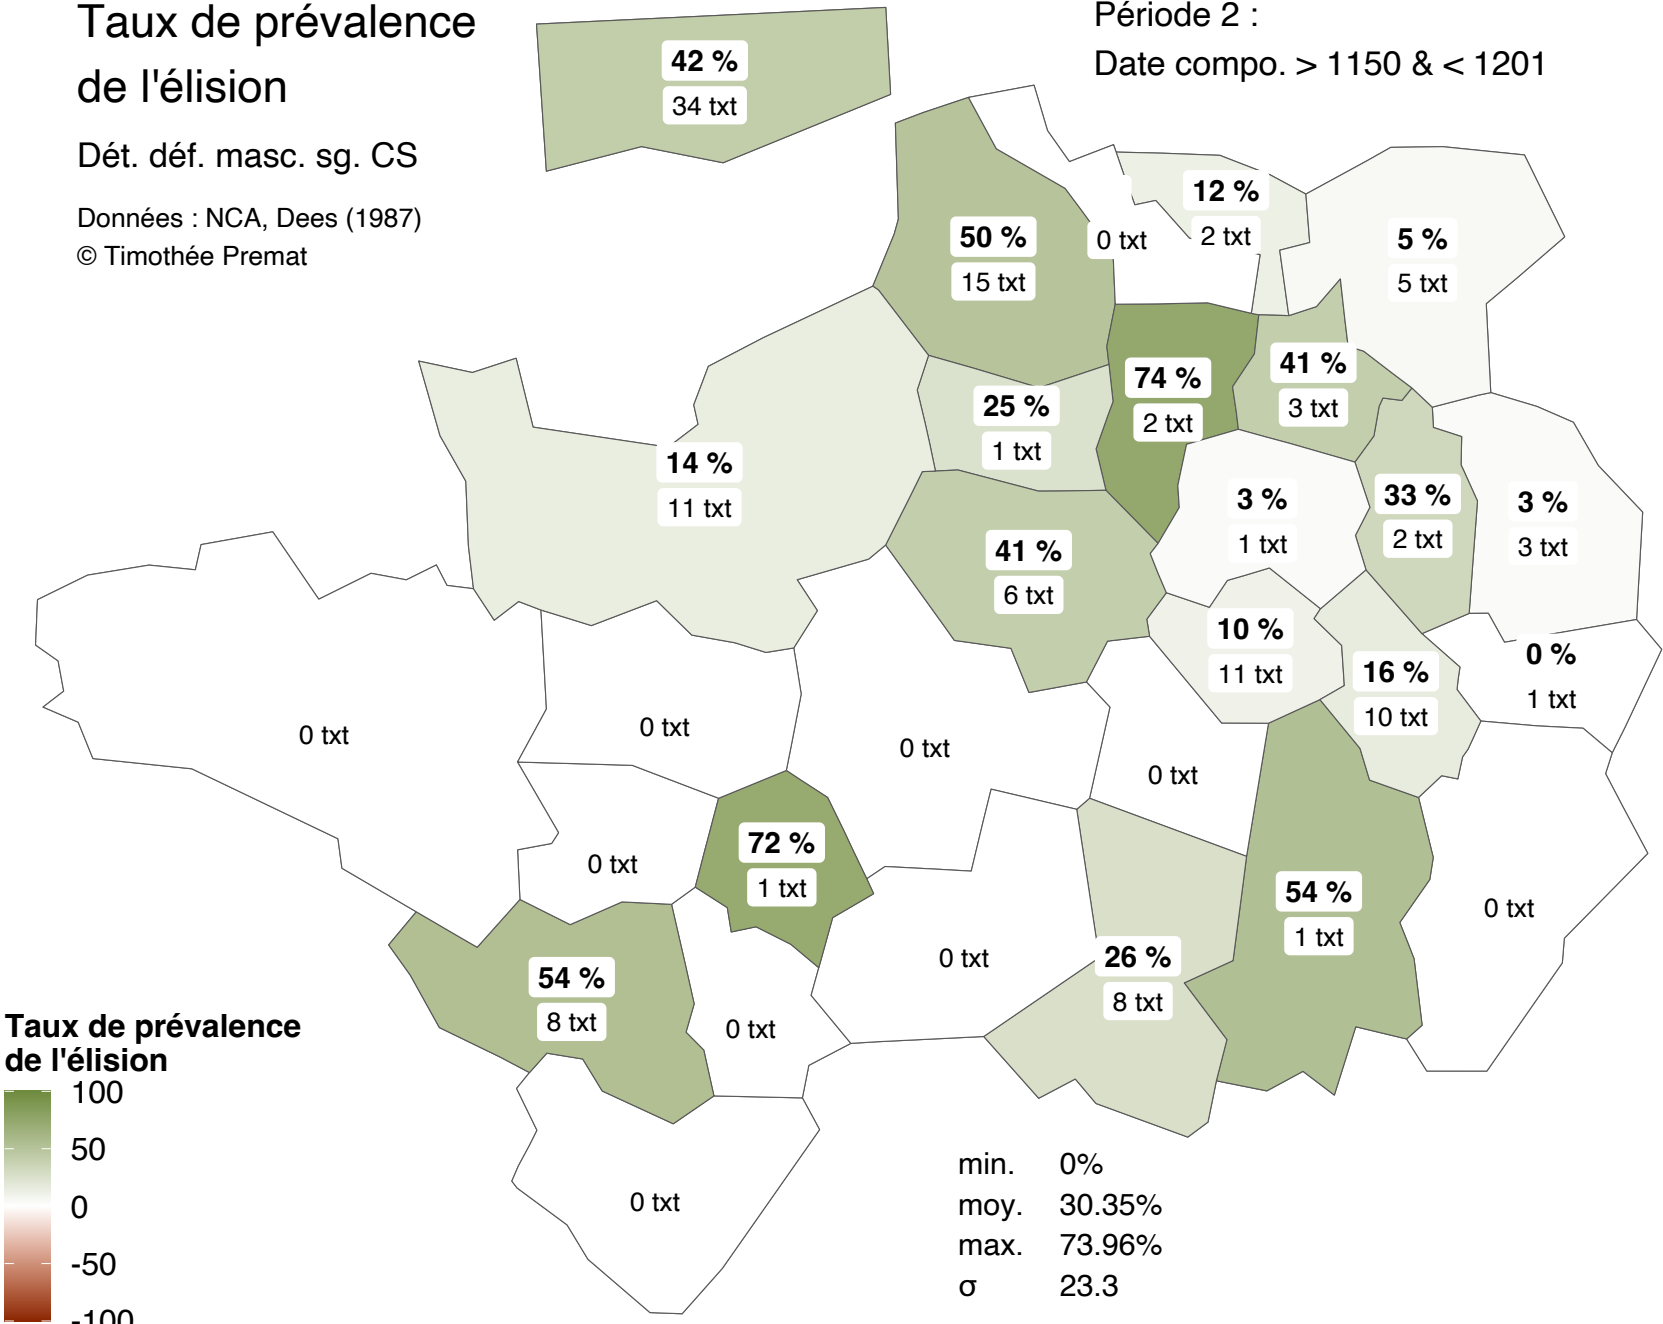 Taux de prévalence
de l'élision
Dét. déf. masc. sg. CS
Données : NCA, Dees (1987)
© Timothée Premat
Période 2 :
Date compo. > 1150 & < 1201
42 %
34 txt
12 %
2 txt
50 %
15 txt
0 txt
5 %
5 txt
74 %
2 txt
41 %
3 txt
25 %
1 txt
14 %
11 txt
3 %
1 txt
33 %
2 txt
3 %
3 txt
41 %
6 txt
10 %
11 txt
16 %
10 txt
0 %
1 txt
0 txt
0 txt
0 txt
0 txt
0 txt
72 %
1 txt
54 %
1 txt
0 txt
54 %
8 txt
0 txt
0 txt
26 %
8 txt
0 txt
Taux de prévalence
de l'élision
100
50
0
-50
-100
min. 0%
moy. 30.35%
max. 73.96%
σ 23.3